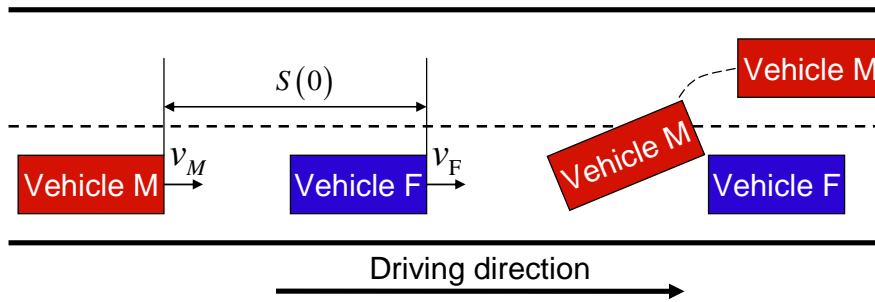 S(0)
Vehicle M
v_M
Vehicle F
v_F
Vehicle M
Vehicle M
Vehicle F
Driving direction